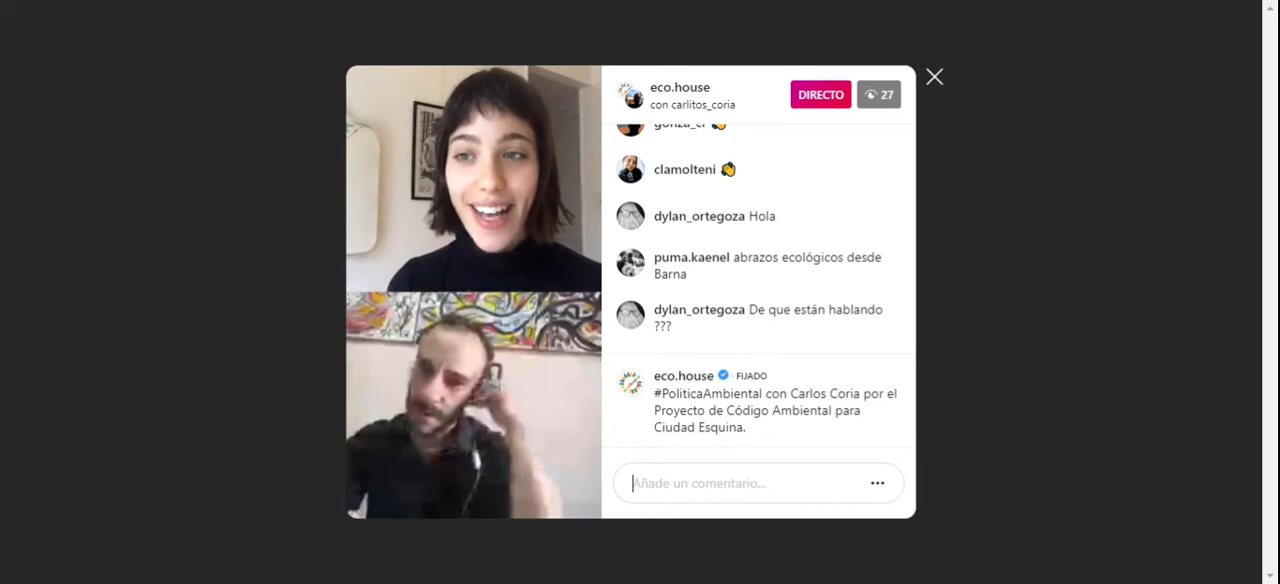 eco.house
con carlitos_coria
DIRECTO
27
clamolteni
dylan_ortegoza Hola
puma.kaenel abrazos ecológicos desde
Barna
dylan_ortegoza De que están hablando
???
eco.house · FIJADO
#PoliticaAmbiental con Carlos Coria por el
Proyecto de Código Ambiental para
Ciudad Esquina.
Añade un comentario...